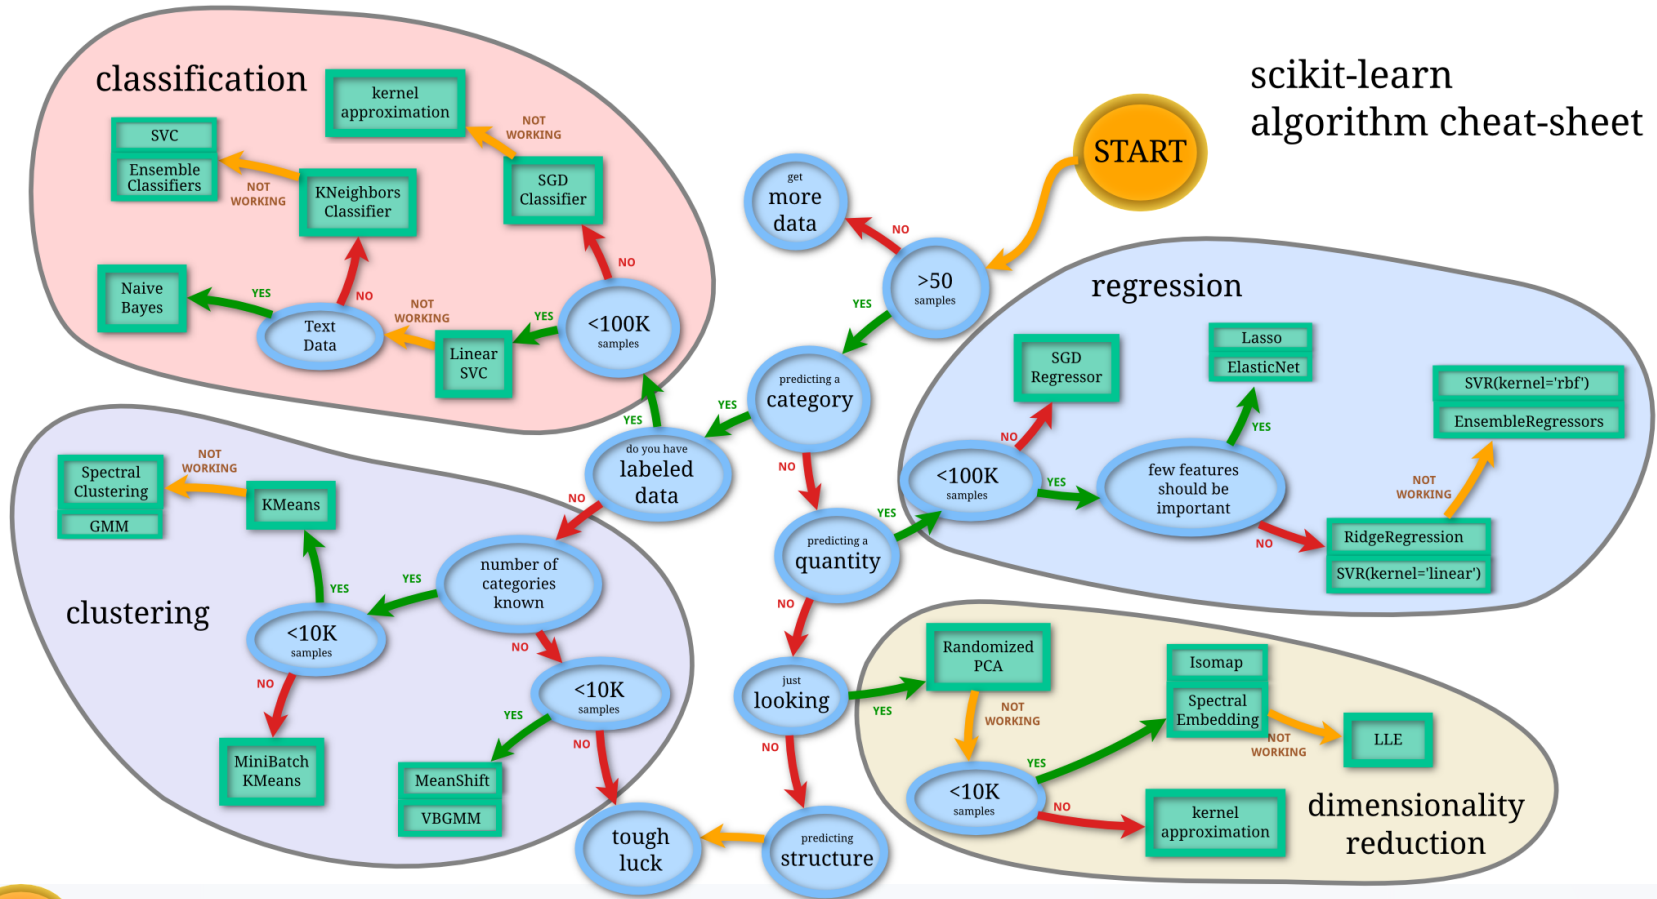 scikit-learn
algorithm cheat-sheet
START
>50
samples
NO
get
more
data
YES
predicting a
category
YES
do you have
labeled
data
YES
classification
<100K
samples
NO
SGD
Classifier
NOT
WORKING
kernel
approximation
YES
Linear
SVC
NOT
WORKING
Text
Data
YES
Naive
Bayes
NO
KNeighbors
Classifier
NOT
WORKING
SVC
Ensemble
Classifiers
NO
clustering
number of
categories
known
YES
<10K
samples
YES
KMeans
NOT
WORKING
Spectral
Clustering
GMM
NO
MiniBatch
KMeans
NO
<10K
samples
YES
MeanShift
VBGMM
NO
tough
luck
NO
predicting a
quantity
YES
regression
<100K
samples
NO
SGD
Regressor
YES
few features
should be
important
YES
Lasso
ElasticNet
NO
RidgeRegression
SVR(kernel='linear')
NOT
WORKING
SVR(kernel='rbf')
EnsembleRegressors
NO
just
looking
YES
dimensionality
reduction
Randomized
PCA
NOT
WORKING
<10K
samples
YES
Isomap
Spectral
Embedding
NOT
WORKING
LLE
NO
kernel
approximation
NO
predicting
structure